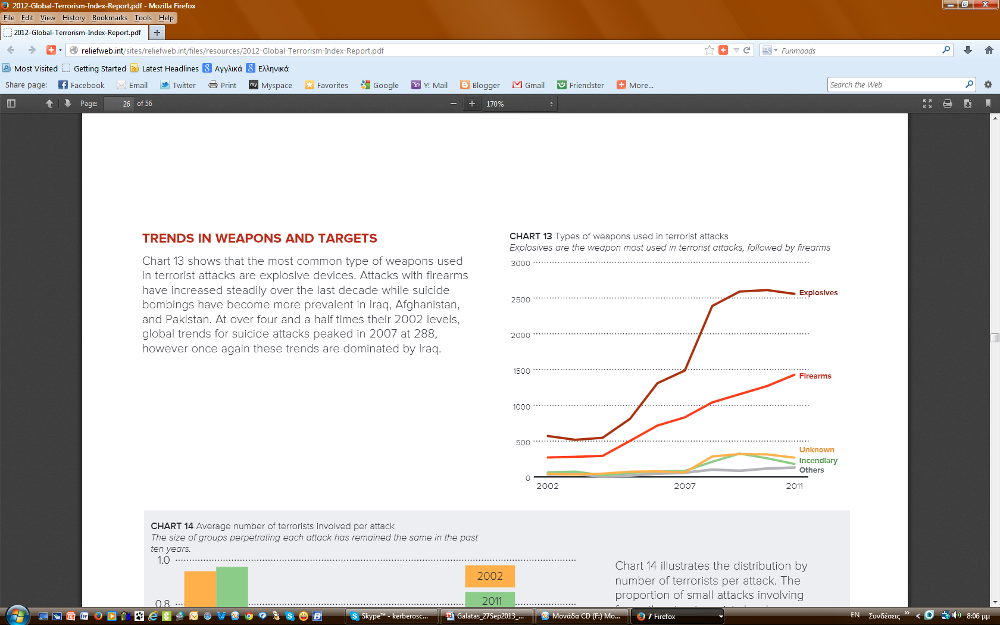 2012-Global-Terrorism-Index-Report.pdf - Mozilla Firefox
File Edit View History Bookmarks Tools Help
2012-Global-Terrorism-Index-Report.pdf
reliefweb.int/sites/reliefweb.int/files/resources/2012-Global-Terrorism-Index-Report.pdf
Funmoods
Most Visited Getting Started Latest Headlines Αγγλικά Ελληνικά
Share page: Facebook Email Twitter Print Myspace Favorites Google Y! Mail Blogger Gmail Friendster More...
Search the Web
Page: 26 of 56
170%
TRENDS IN WEAPONS AND TARGETS
Chart 13 shows that the most common type of weapons used
in terrorist attacks are explosive devices. Attacks with firearms
have increased steadily over the last decade while suicide
bombings have become more prevalent in Iraq, Afghanistan,
and Pakistan. At over four and a half times their 2002 levels,
global trends for suicide attacks peaked in 2007 at 288,
however once again these trends are dominated by Iraq.
CHART 13 Types of weapons used in terrorist attacks
Explosives are the weapon most used in terrorist attacks, followed by firearms
3000
2500
2000
1500
1000
500
0
Explosives
Firearms
Unknown
Incendiary
Others
2002 2007 2011
CHART 14 Average number of terrorists involved per attack
The size of groups perpetrating each attack has remained the same in the past
ten years.
1.0
0.8
2002
2011
Chart 14 illustrates the distribution by
number of terrorists per attack. The
proportion of small attacks involving
Skype™ - kerberosc...
Galatas_27Sep2013_...
Μονάδα CD (F:) Mo...
7 Firefox
EN Συνδέσεις 8:06 μμ